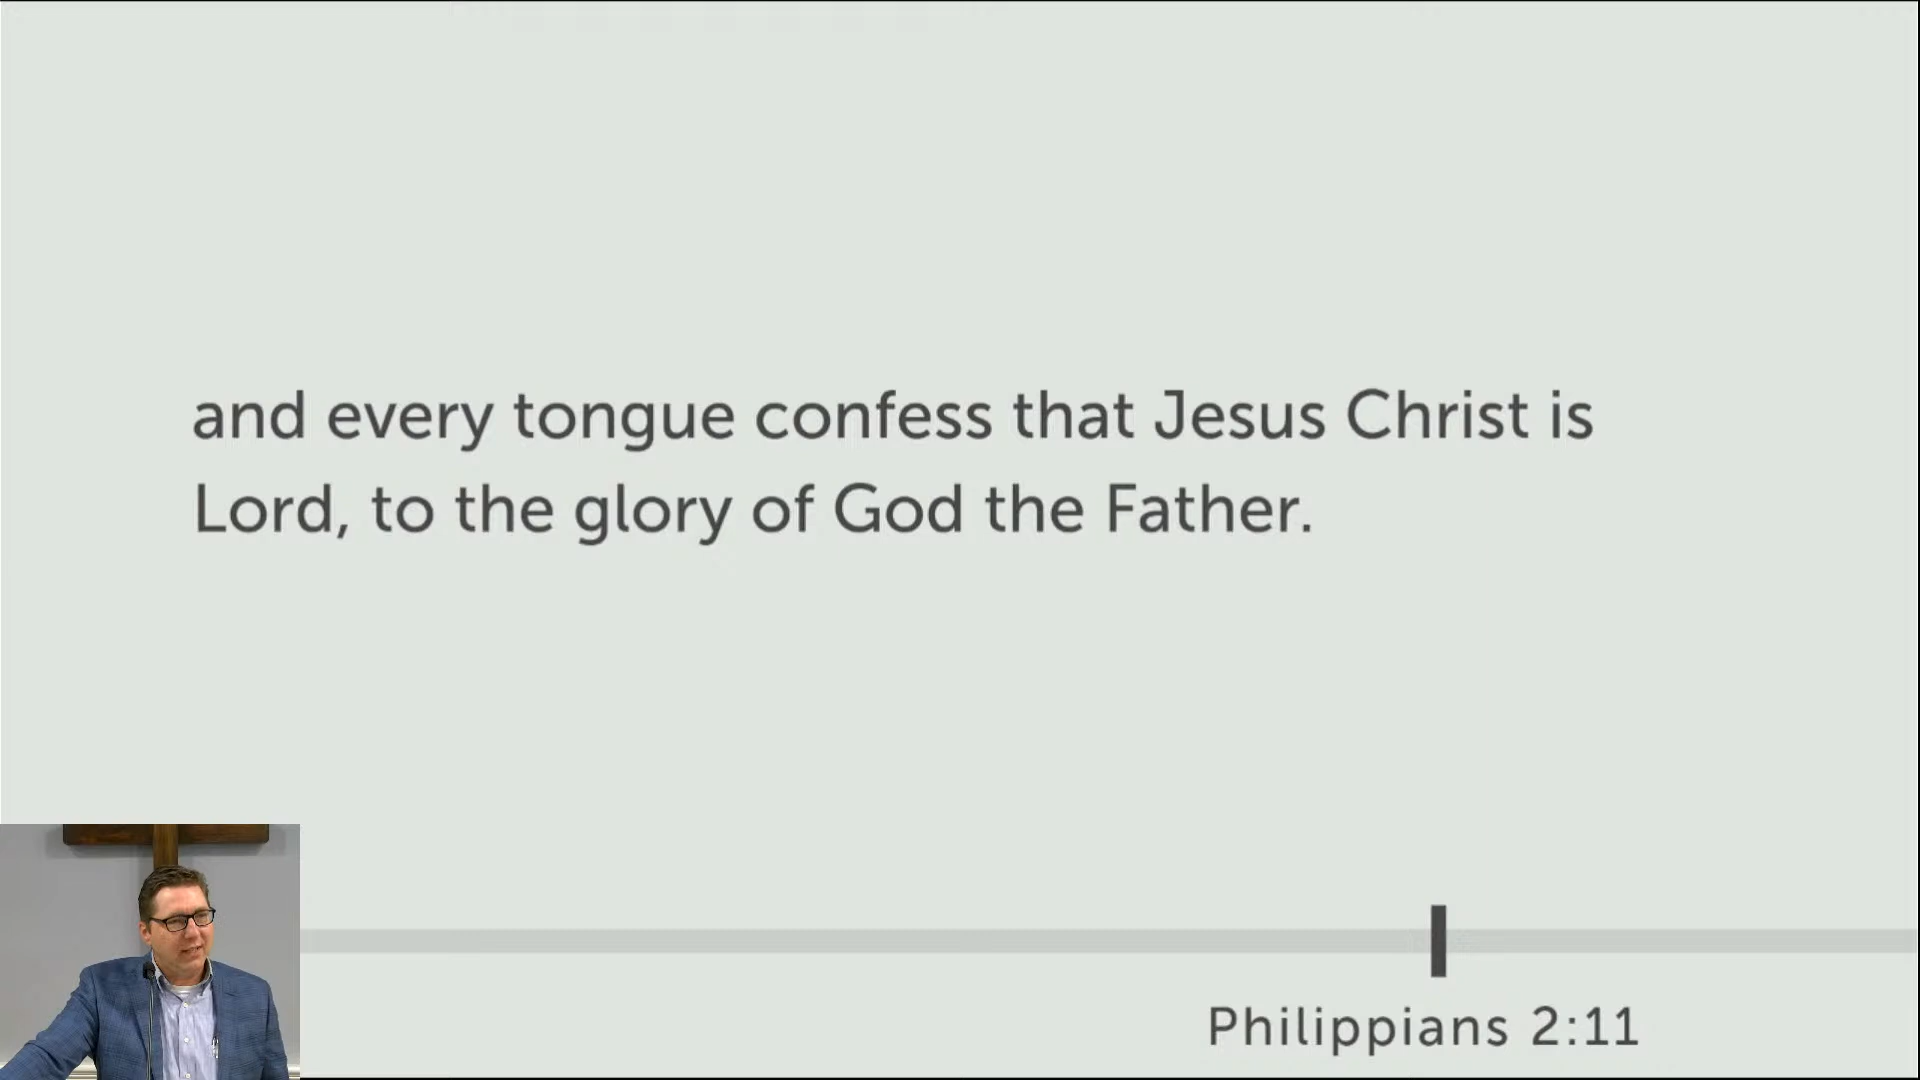 and every tongue confess that Jesus Christ is
Lord, to the glory of God the Father.
Philippians 2:11